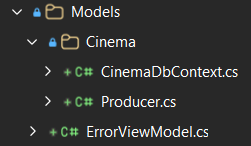 Models
Cinema
+ C# CinemaDbContext.cs
+ C# Producer.cs
+ C# ErrorViewModel.cs